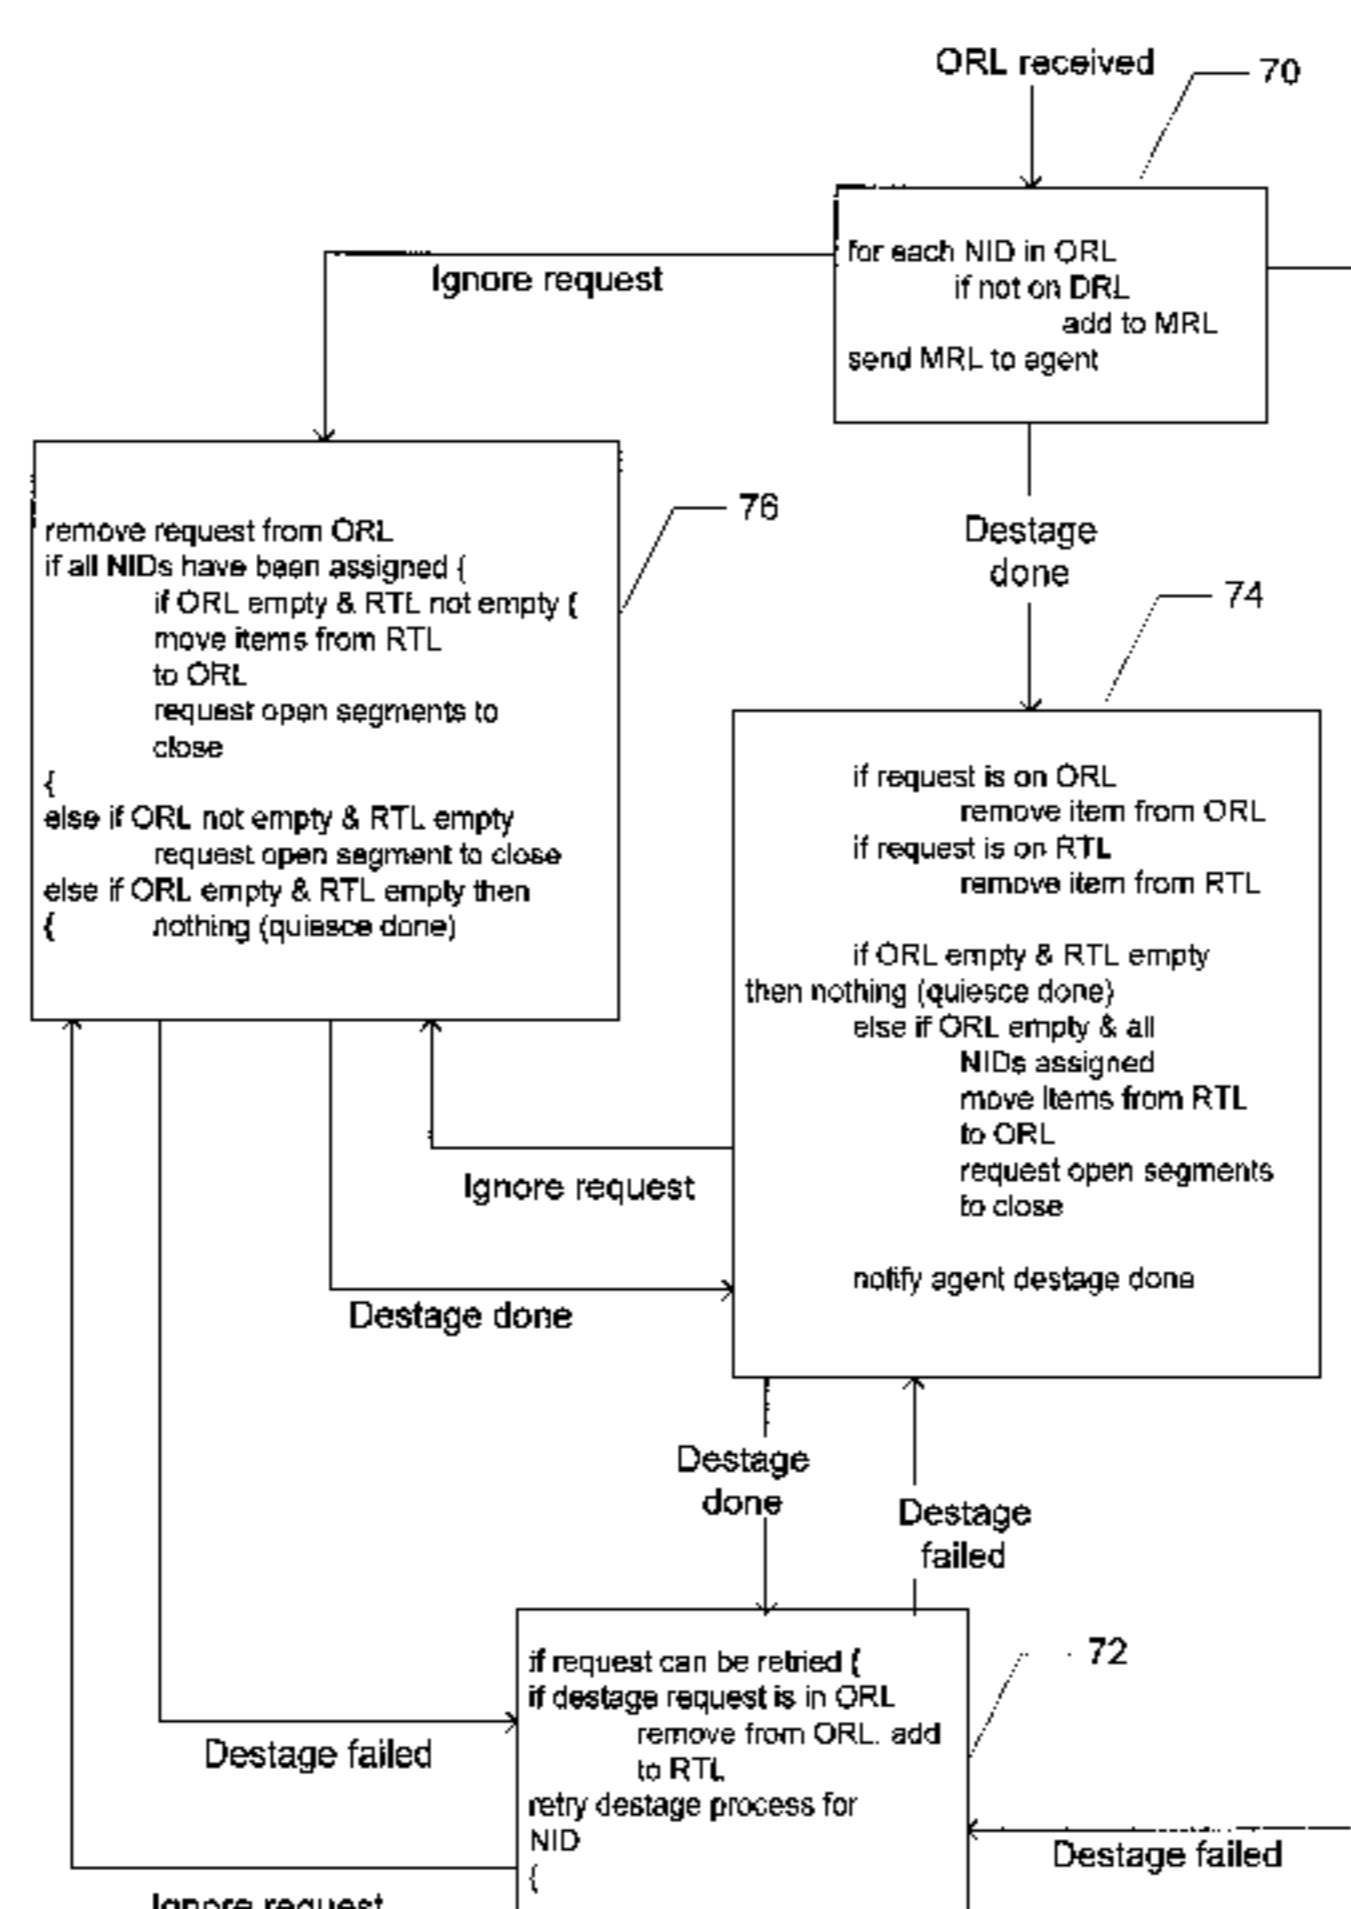 ORL received
70
for each NID in ORL
if not on DRL
add to MRL
send MRL to agent
Ignore request
Destage
done
76
remove request from ORL
if all NIDs have been assigned {
if ORL empty & RTL not empty {
move items from RTL
to ORL
request open segments to
close
{
else if ORL not empty & RTL empty
request open segment to close
else if ORL empty & RTL empty then
{ nothing (quiesce done)
74
if request is on ORL
remove item from ORL
if request is on RTL
remove item from RTL
if ORL empty & RTL empty
then nothing (quiesce done)
else if ORL empty & all
NIDs assigned
move Items from RTL
to ORL
request open segments
to close
notify agent destage done
Ignore request
Destage done
Destage
done
Destage
failed
72
if request can be retried {
if destage request is in ORL
remove from ORL. add
to RTL
retry destage process for
NID
{
Destage failed
Destage failed
Ignore request